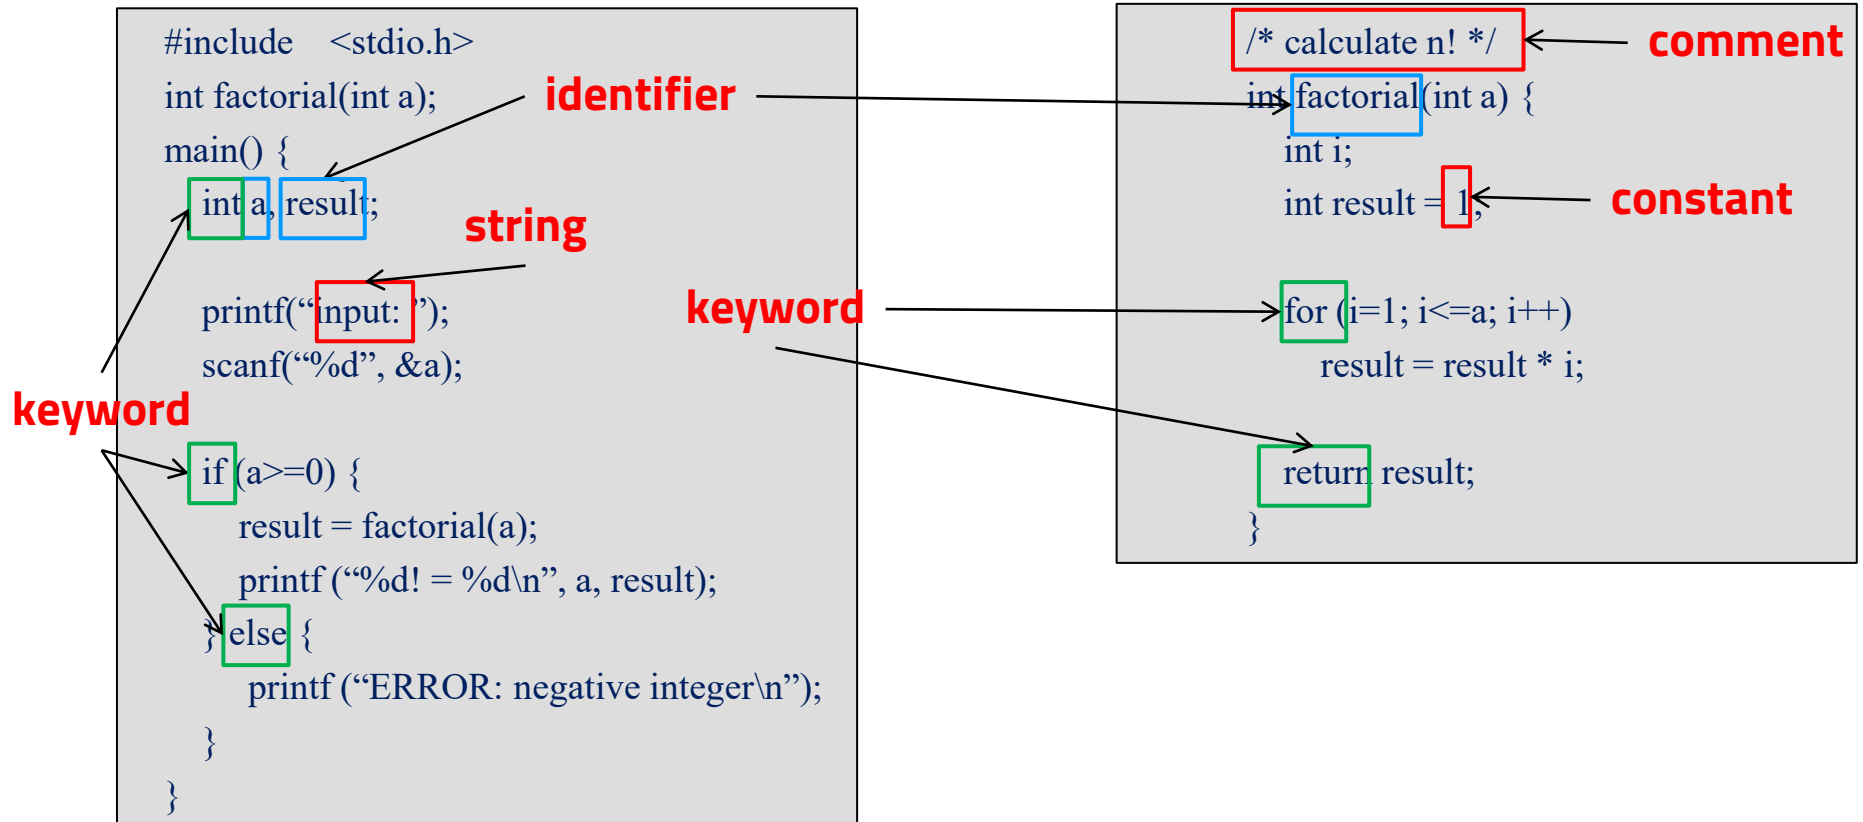 #include <stdio.h>
int factorial(int a);
main() {
int a, result;
printf(“input: ”);
scanf(“%d”, &a);
if (a>=0) {
result = factorial(a);
printf (“%d! = %d\n”, a, result);
} else {
printf (“ERROR: negative integer\n”);
}
}
identifier
string
keyword
keyword
/* calculate n! */
int factorial(int a) {
int i;
int result = 1;
for (i=1; i<=a; i++)
result = result * i;
return result;
}
comment
constant